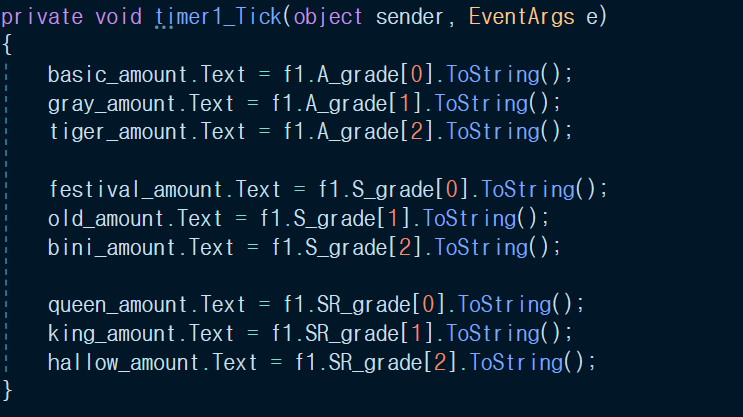 private void timer1_Tick(object sender, EventArgs e)
{
basic_amount.Text = f1.A_grade[0].ToString();
gray_amount.Text = f1.A_grade[1].ToString();
tiger_amount.Text = f1.A_grade[2].ToString();
festival_amount.Text = f1.S_grade[0].ToString();
old_amount.Text = f1.S_grade[1].ToString();
bini_amount.Text = f1.S_grade[2].ToString();
queen_amount.Text = f1.SR_grade[0].ToString();
king_amount.Text = f1.SR_grade[1].ToString();
hallow_amount.Text = f1.SR_grade[2].ToString();
}